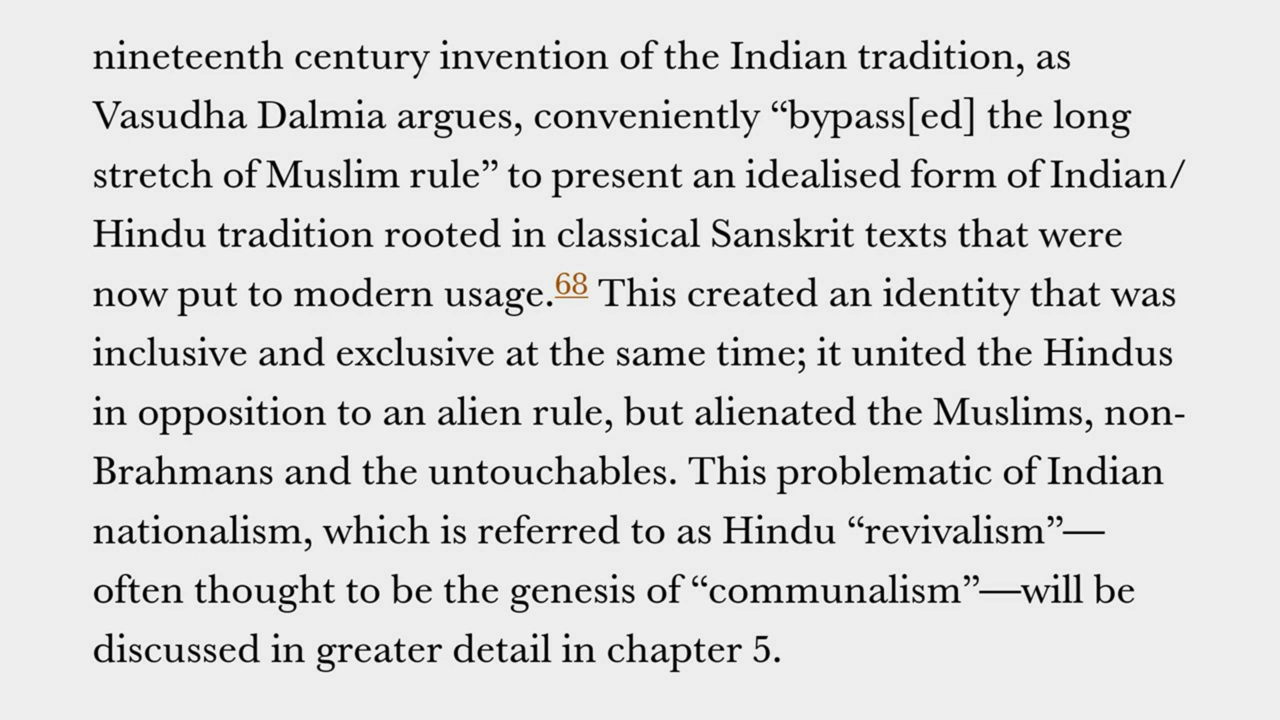 nineteenth century invention of the Indian tradition, as
Vasudha Dalmia argues, conveniently “bypass[ed] the long
stretch of Muslim rule” to present an idealised form of Indian/
Hindu tradition rooted in classical Sanskrit texts that were
now put to modern usage.68 This created an identity that was
inclusive and exclusive at the same time; it united the Hindus
in opposition to an alien rule, but alienated the Muslims, non-
Brahmans and the untouchables. This problematic of Indian
nationalism, which is referred to as Hindu “revivalism”—
often thought to be the genesis of “communalism”—will be
discussed in greater detail in chapter 5.